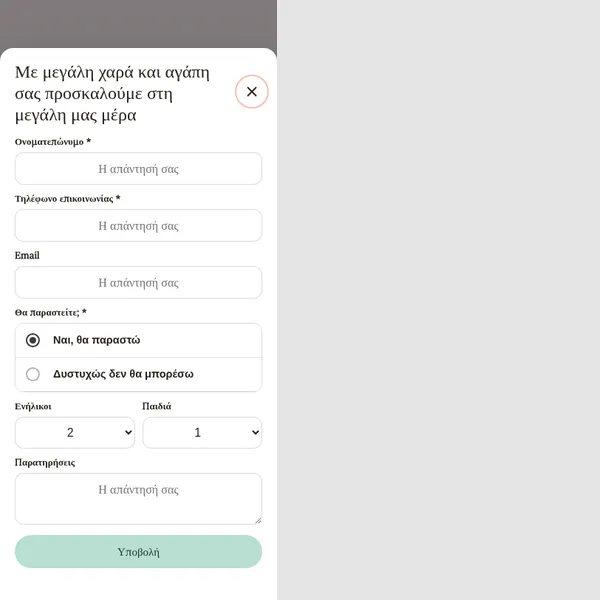 Με μεγάλη χαρά και αγάπη
σας προσκαλούμε στη
μεγάλη μας μέρα
Ονοματεπώνυμο *
Η απάντησή σας
Τηλέφωνο επικοινωνίας *
Η απάντησή σας
Email
Η απάντησή σας
Θα παραστείτε; *
Ναι, θα παραστώ
Δυστυχώς δεν θα μπορέσω
Ενήλικοι Παιδιά
2 1
Παρατηρήσεις
Η απάντησή σας
Υποβολή